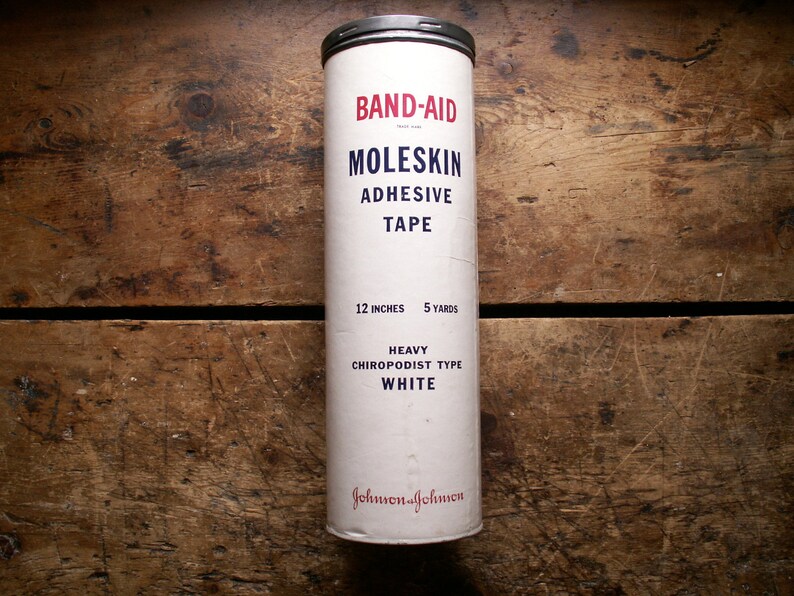 BAND-AID
TRADE MARK
MOLESKIN
ADHESIVE
TAPE
12 INCHES 5 YARDS
HEAVY
CHIROPODIST TYPE
WHITE
Johnson & Johnson